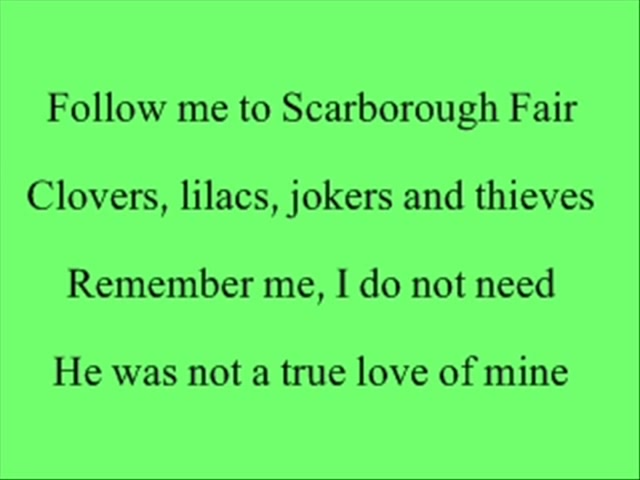 Follow me to Scarborough Fair
Clovers, lilacs, jokers and thieves
Remember me, I do not need
He was not a true love of mine